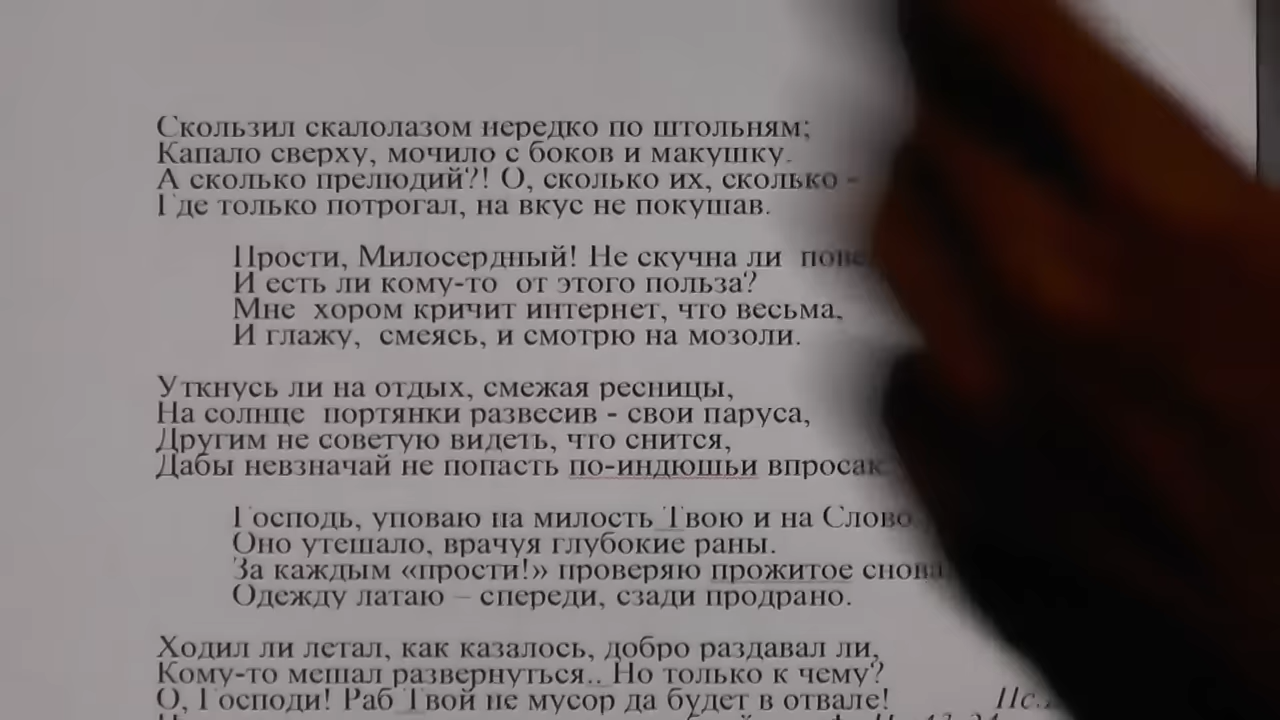 Скользил скалолазом нередко по штольням;
Капало сверху, мочило с боков и макушку.
А сколько прелюдий?! О, сколько их, сколько -
Где только потрогал, на вкус не покушав.
Прости, Милосердный! Не скучна ли
И есть ли кому-то от этого польза?
Мне хором кричит интернет, что весьма,
И глажу, смеясь, и смотрю на мозоли.
Уткнусь ли на отдых, смежая ресницы,
На солнце портянки развесив - свои паруса,
Другим не советую видеть, что снится,
Дабы невзначай не попасть по-индюшьи впросак
Господь, уповаю на милость Твою и на Слово
Оно утешало, врачуя глубокие раны.
За каждым «прости!» проверяю прожитое снова
Одежду латаю – спереди, сзади продрано.
Ходил ли летал, как казалось, добро раздавал ли,
Кому-то мешал развернуться.. Но только к чему?
О, Господи! Раб Твой не мусор да будет в отвале! Пс.